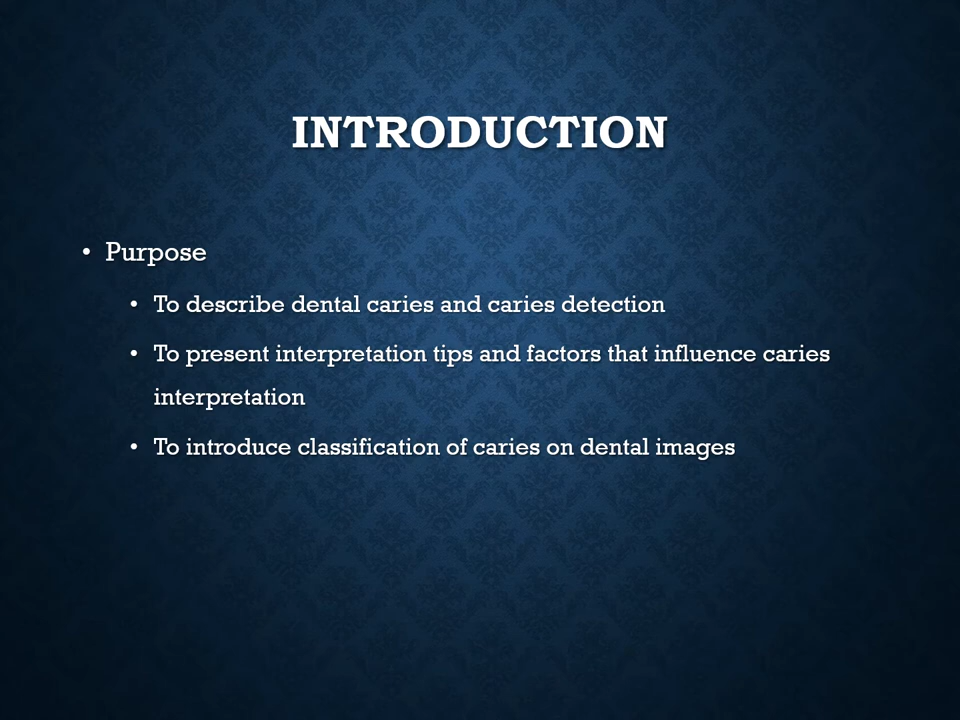 INTRODUCTION
• Purpose
• To describe dental caries and caries detection
• To present interpretation tips and factors that influence caries
interpretation
• To introduce classification of caries on dental images